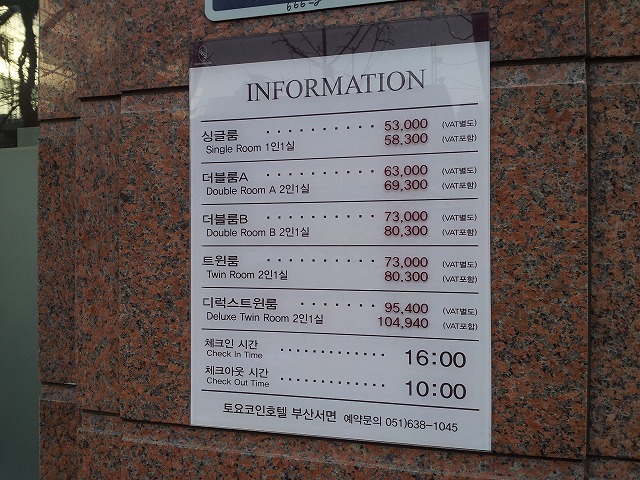 INFORMATION
싱글룸 · · · · · · · · · · 53,000 (VAT별도)
Single Room 1인1실 58,300 (VAT포함)
더블룸A · · · · · · · · · 63,000 (VAT별도)
Double Room A 2인1실 69,300 (VAT포함)
더블룸B · · · · · · · · · 73,000 (VAT별도)
Double Room B 2인1실 80,300 (VAT포함)
트윈룸 · · · · · · · · · · 73,000 (VAT별도)
Twin Room 2인1실 80,300 (VAT포함)
디럭스트윈룸 · · · · · · · · 95,400 (VAT별도)
Deluxe Twin Room 2인1실 104,940 (VAT포함)
체크인 시간 · · · · · · · · · · · · · 16:00
Check In Time
체크아웃 시간 · · · · · · · · · · · · · 10:00
Check Out Time
토요코인호텔 부산서면 예약문의 051)638-1045